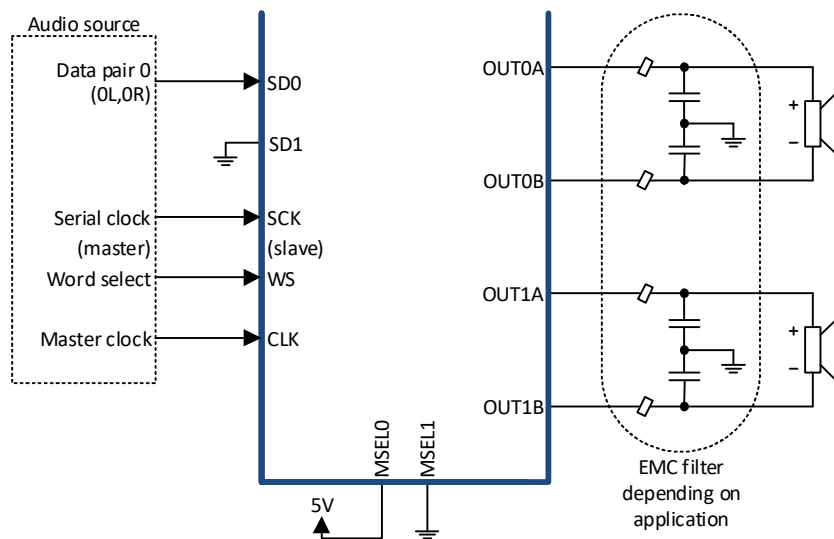 Audio source
Data pair 0
(0L,0R)
SD0
SD1
Serial clock
(master)
SCK
(slave)
Word select
WS
Master clock
CLK
MSEL0
MSEL1
5V
OUT0A
OUT0B
OUT1A
OUT1B
+
−
+
−
EMC filter
depending on
application